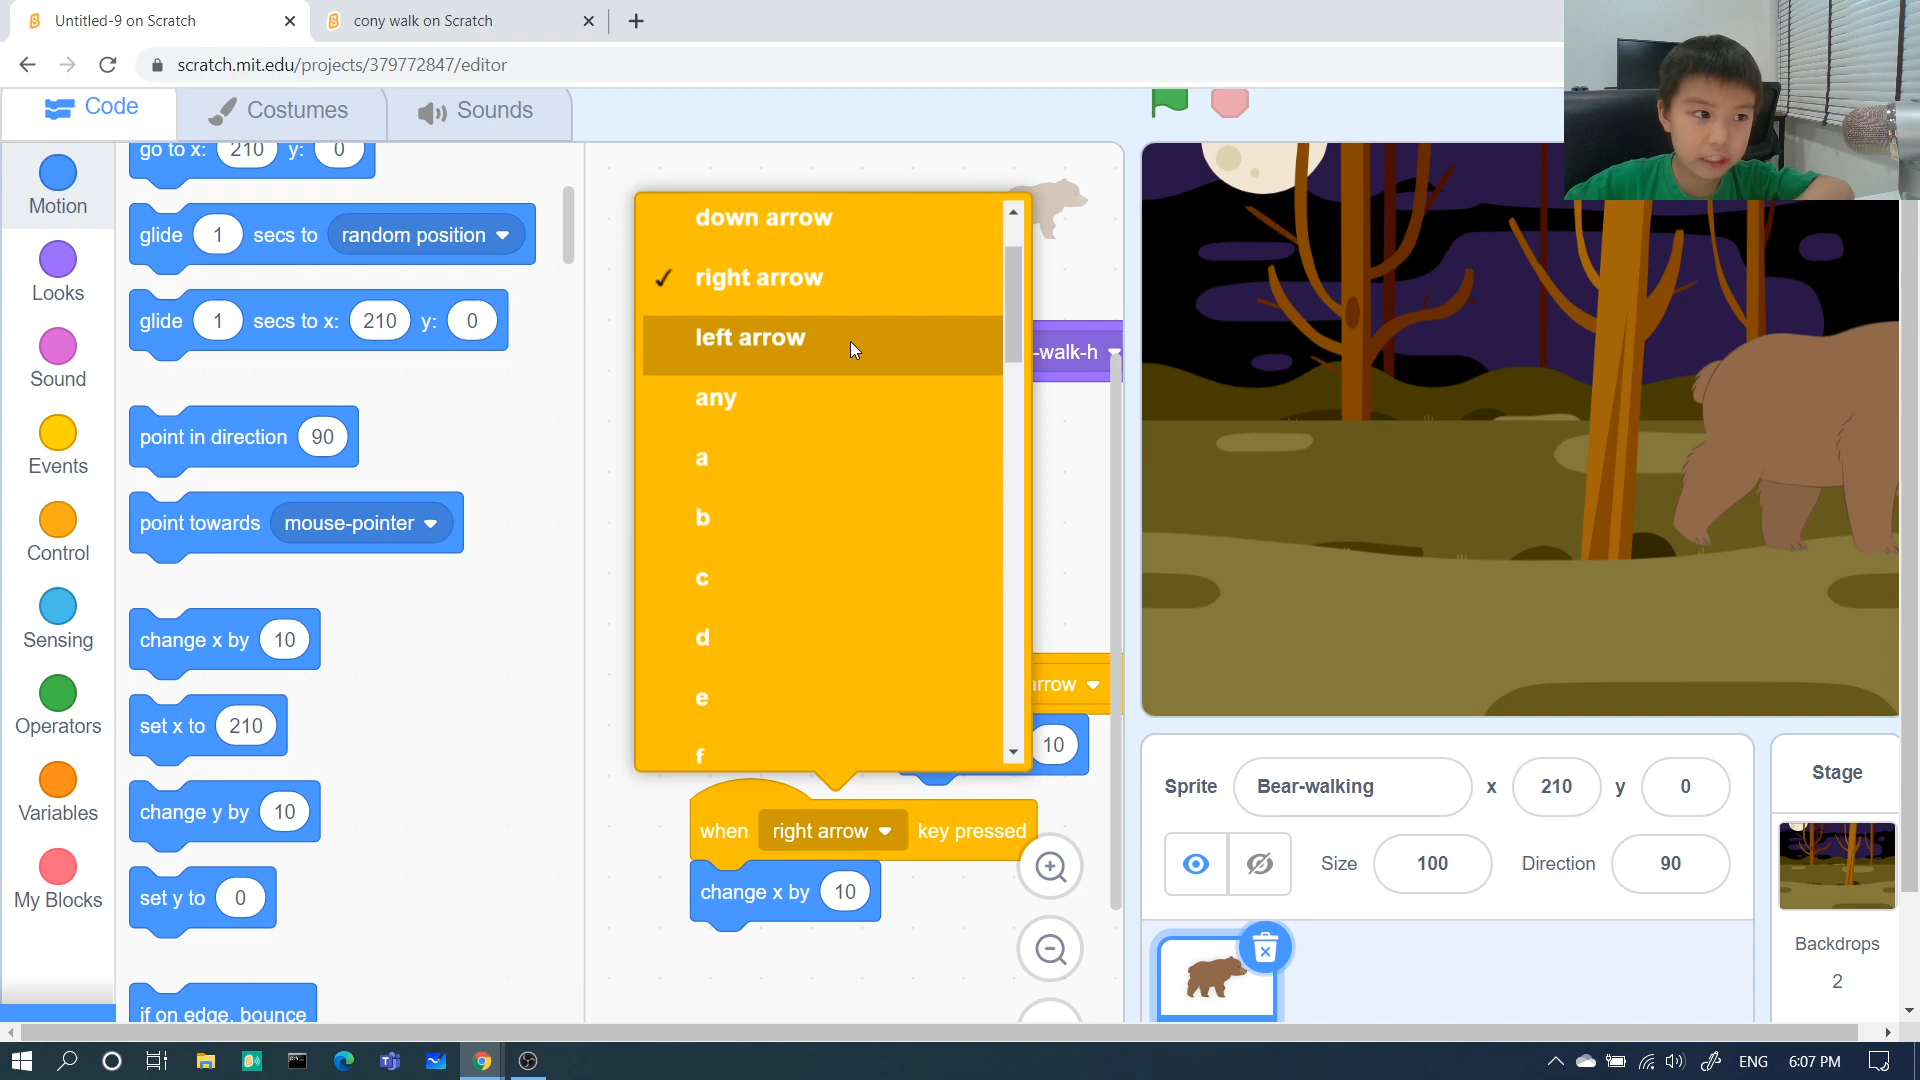 Untitled-9 on Scratch
cony walk on Scratch
scratch.mit.edu/projects/379772847/editor
Code
Costumes
Sounds
Motion
Looks
Sound
Events
Control
Sensing
Operators
Variables
My Blocks
go to x: 210 y: 0
glide 1 secs to random position
glide 1 secs to x: 210 y: 0
point in direction 90
point towards mouse-pointer
change x by 10
set x to 210
change y by 10
set y to 0
if on edge, bounce
down arrow
✓ right arrow
left arrow
any
a
b
c
d
e
f
-walk-h
arrow
10
when right arrow key pressed
change x by 10
Sprite Bear-walking x 210 y 0
Size 100 Direction 90
Stage
Backdrops
2
ENG 6:07 PM